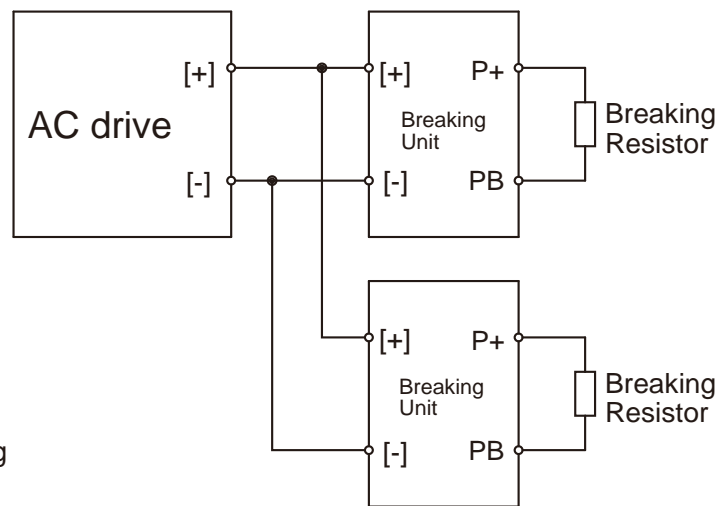 AC drive
[+]
[-]
[+]
[-]
Breaking
Unit
P+
PB
Breaking
Resistor
[+]
[-]
Breaking
Unit
P+
PB
Breaking
Resistor